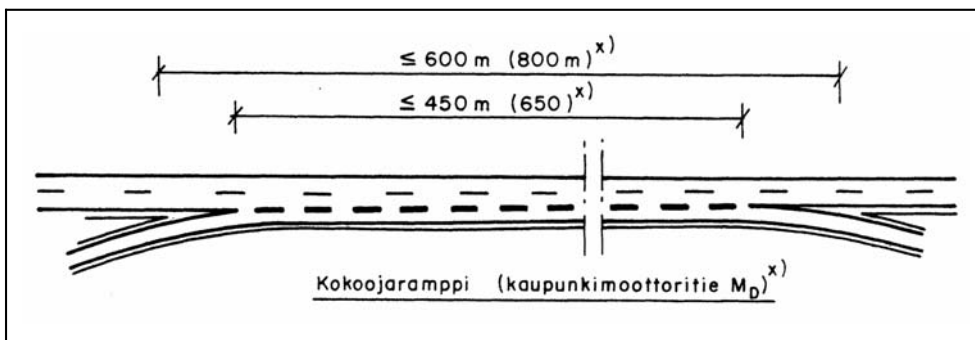 ≤ 600 m (800 m)x)
≤ 450 m (650)x)
Kokoojaramppi (kaupunkimoottoritie MD)x)